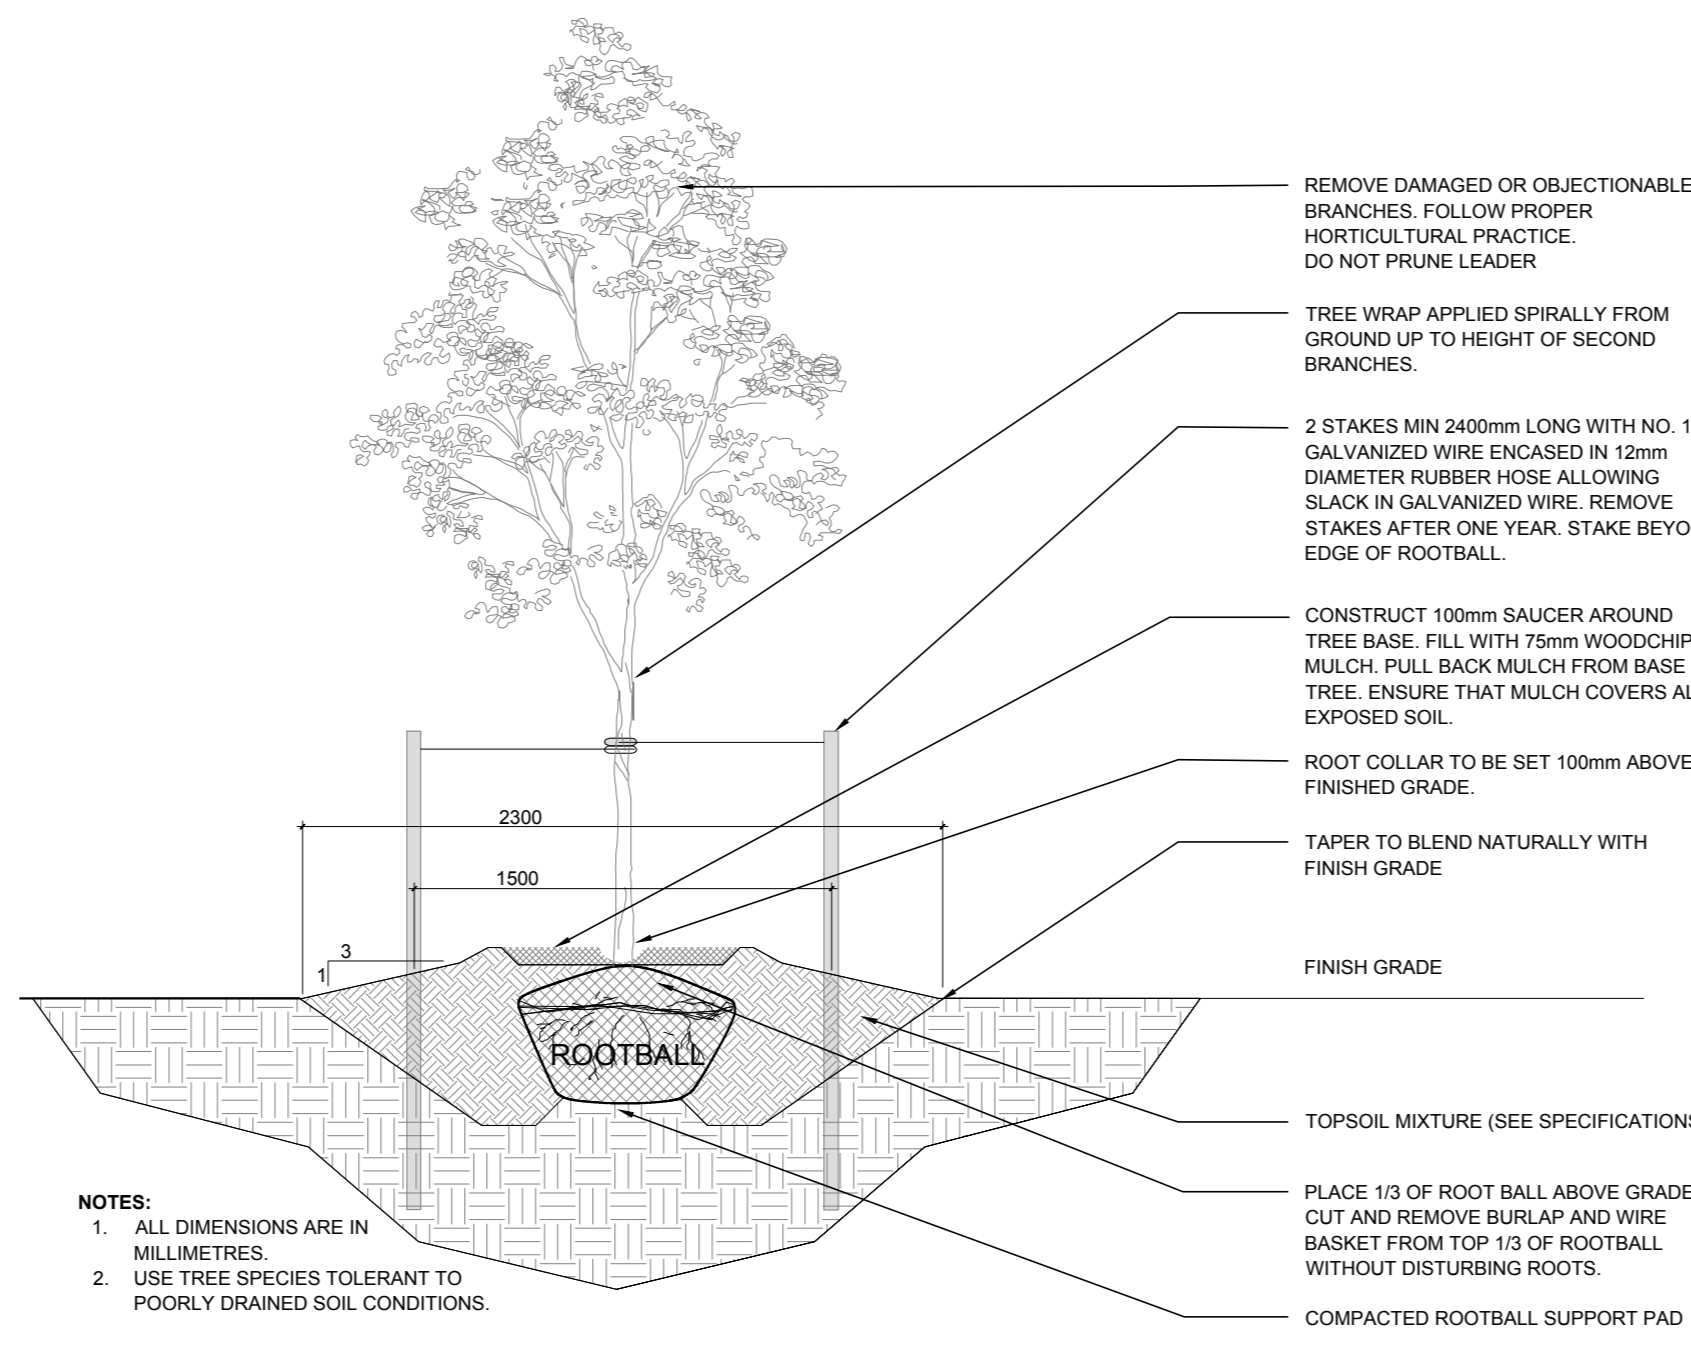 REMOVE DAMAGED OR OBJECTIONABLE
BRANCHES. FOLLOW PROPER
HORTICULTURAL PRACTICE.
DO NOT PRUNE LEADER
TREE WRAP APPLIED SPIRALLY FROM
GROUND UP TO HEIGHT OF SECOND
BRANCHES.
2 STAKES MIN 2400mm LONG WITH NO. 1
GALVANIZED WIRE ENCASED IN 12mm
DIAMETER RUBBER HOSE ALLOWING
SLACK IN GALVANIZED WIRE. REMOVE
STAKES AFTER ONE YEAR. STAKE BEYO
EDGE OF ROOTBALL.
CONSTRUCT 100mm SAUCER AROUND
TREE BASE. FILL WITH 75mm WOODCHIP
MULCH. PULL BACK MULCH FROM BASE
TREE. ENSURE THAT MULCH COVERS AL
EXPOSED SOIL.
ROOT COLLAR TO BE SET 100mm ABOVE
FINISHED GRADE.
2300
TAPER TO BLEND NATURALLY WITH
FINISH GRADE
1500
3
1
FINISH GRADE
ROOTBALL
TOPSOIL MIXTURE (SEE SPECIFICATIONS
PLACE 1/3 OF ROOT BALL ABOVE GRADE
CUT AND REMOVE BURLAP AND WIRE
BASKET FROM TOP 1/3 OF ROOTBALL
WITHOUT DISTURBING ROOTS.
COMPACTED ROOTBALL SUPPORT PAD
NOTES:
1. ALL DIMENSIONS ARE IN
MILLIMETRES.
2. USE TREE SPECIES TOLERANT TO
POORLY DRAINED SOIL CONDITIONS.